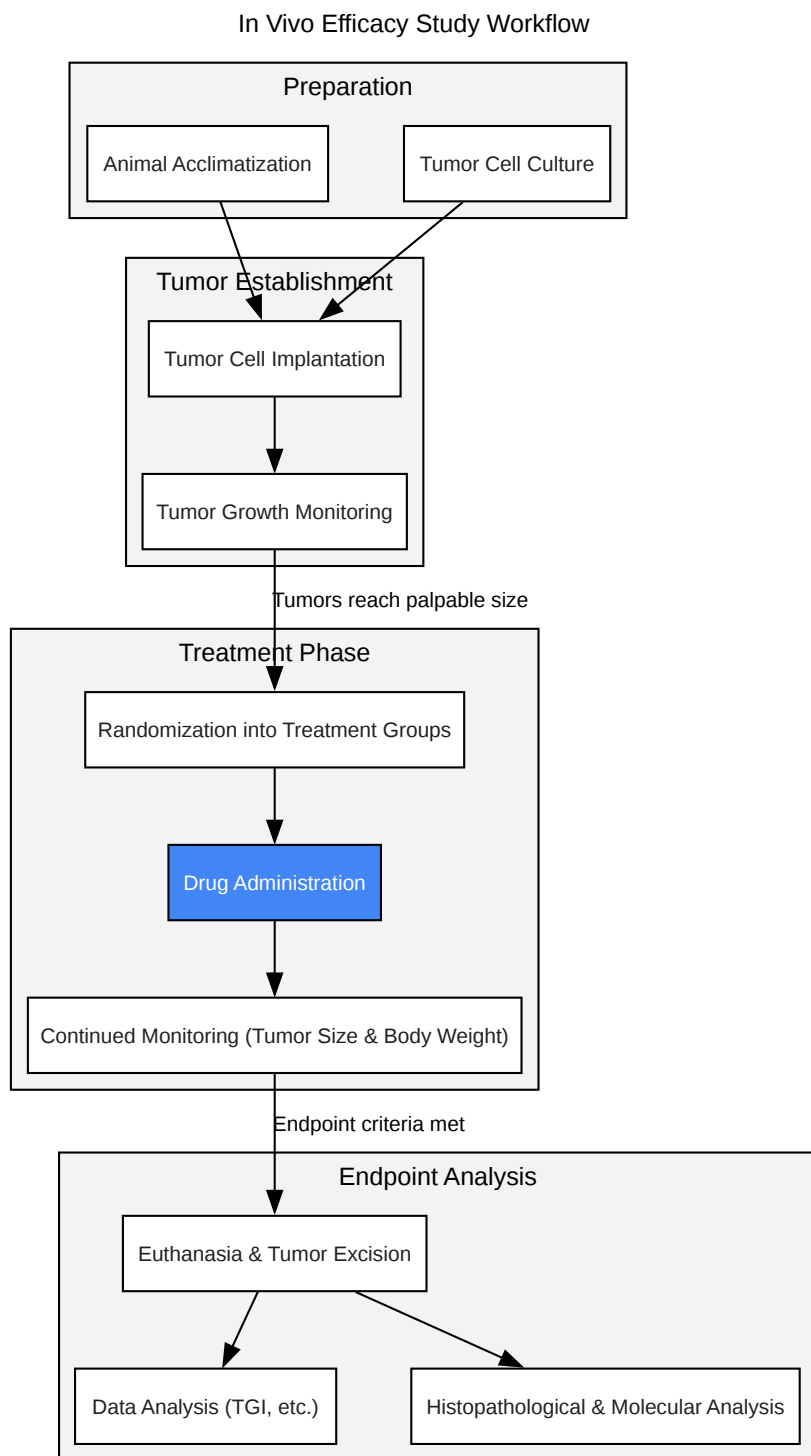 In Vivo Efficacy Study Workflow
Preparation
Animal Acclimatization
Tumor Cell Culture
Tumor Establishment
Tumor Cell Implantation
Tumor Growth Monitoring
Tumors reach palpable size
Treatment Phase
Randomization into Treatment Groups
Drug Administration
Continued Monitoring (Tumor Size & Body Weight)
Endpoint criteria met
Endpoint Analysis
Euthanasia & Tumor Excision
Data Analysis (TGI, etc.)
Histopathological & Molecular Analysis